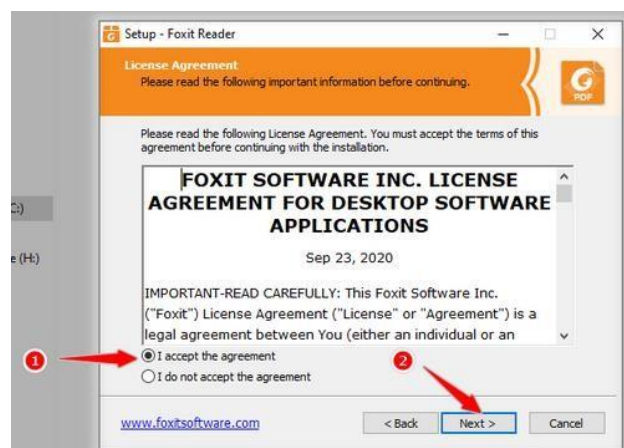 Setup - Foxit Reader
License Agreement
Please read the following important information before continuing.
PDF
Please read the following License Agreement. You must accept the terms of this
agreement before continuing with the installation.
FOXIT SOFTWARE INC. LICENSE
AGREEMENT FOR DESKTOP SOFTWARE
APPLICATIONS
Sep 23, 2020
IMPORTANT-READ CAREFULLY: This Foxit Software Inc.
("Foxit") License Agreement ("License" or "Agreement") is a
legal agreement between You (either an individual or an
C:)
e (H:)
1
I accept the agreement
2
I do not accept the agreement
www.foxitsoftware.com
< Back
Next >
Cancel